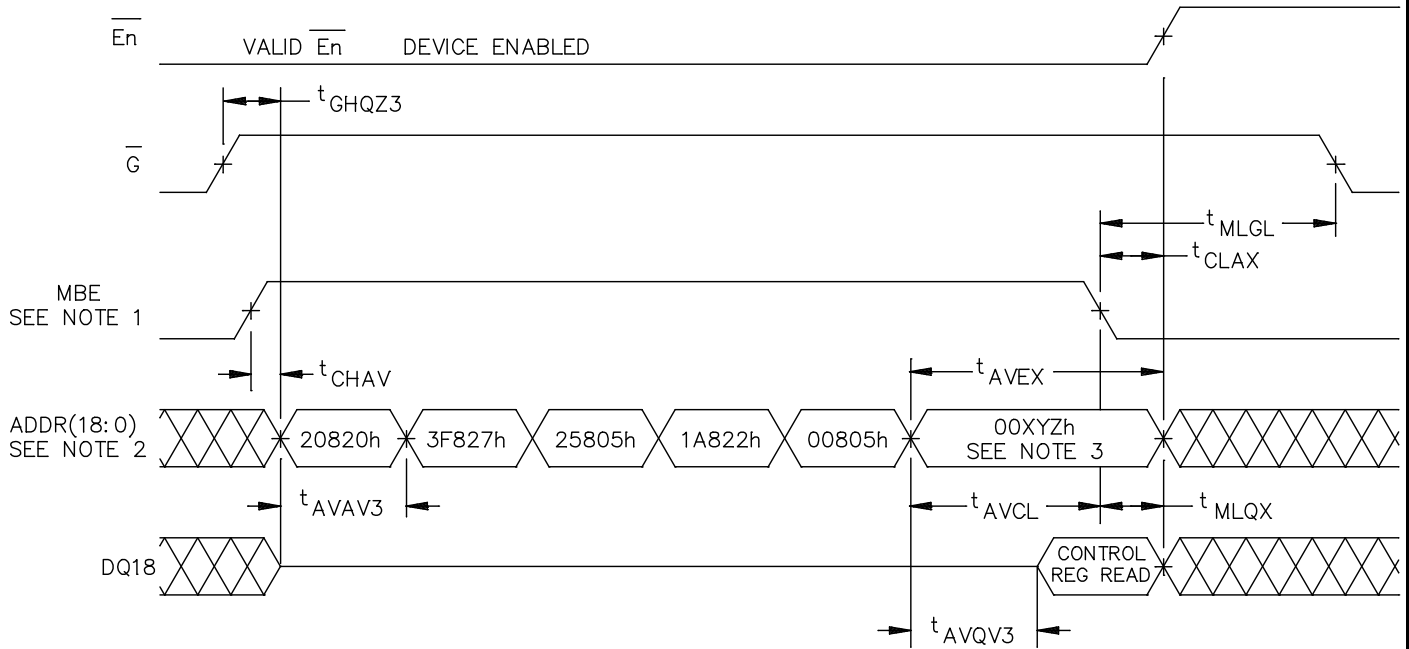 En
VALID En DEVICE ENABLED
tGHQZ3
G
tMLGL
tCLAX
MBE
SEE NOTE 1
tCHAV
tAVEX
ADDR(18:0)
SEE NOTE 2
20820h
3F827h
25805h
1A822h
00805h
00XYZh
SEE NOTE 3
tAVAV3
tAVCL
tMLQX
DQ18
CONTROL
REG READ
tAVQV3